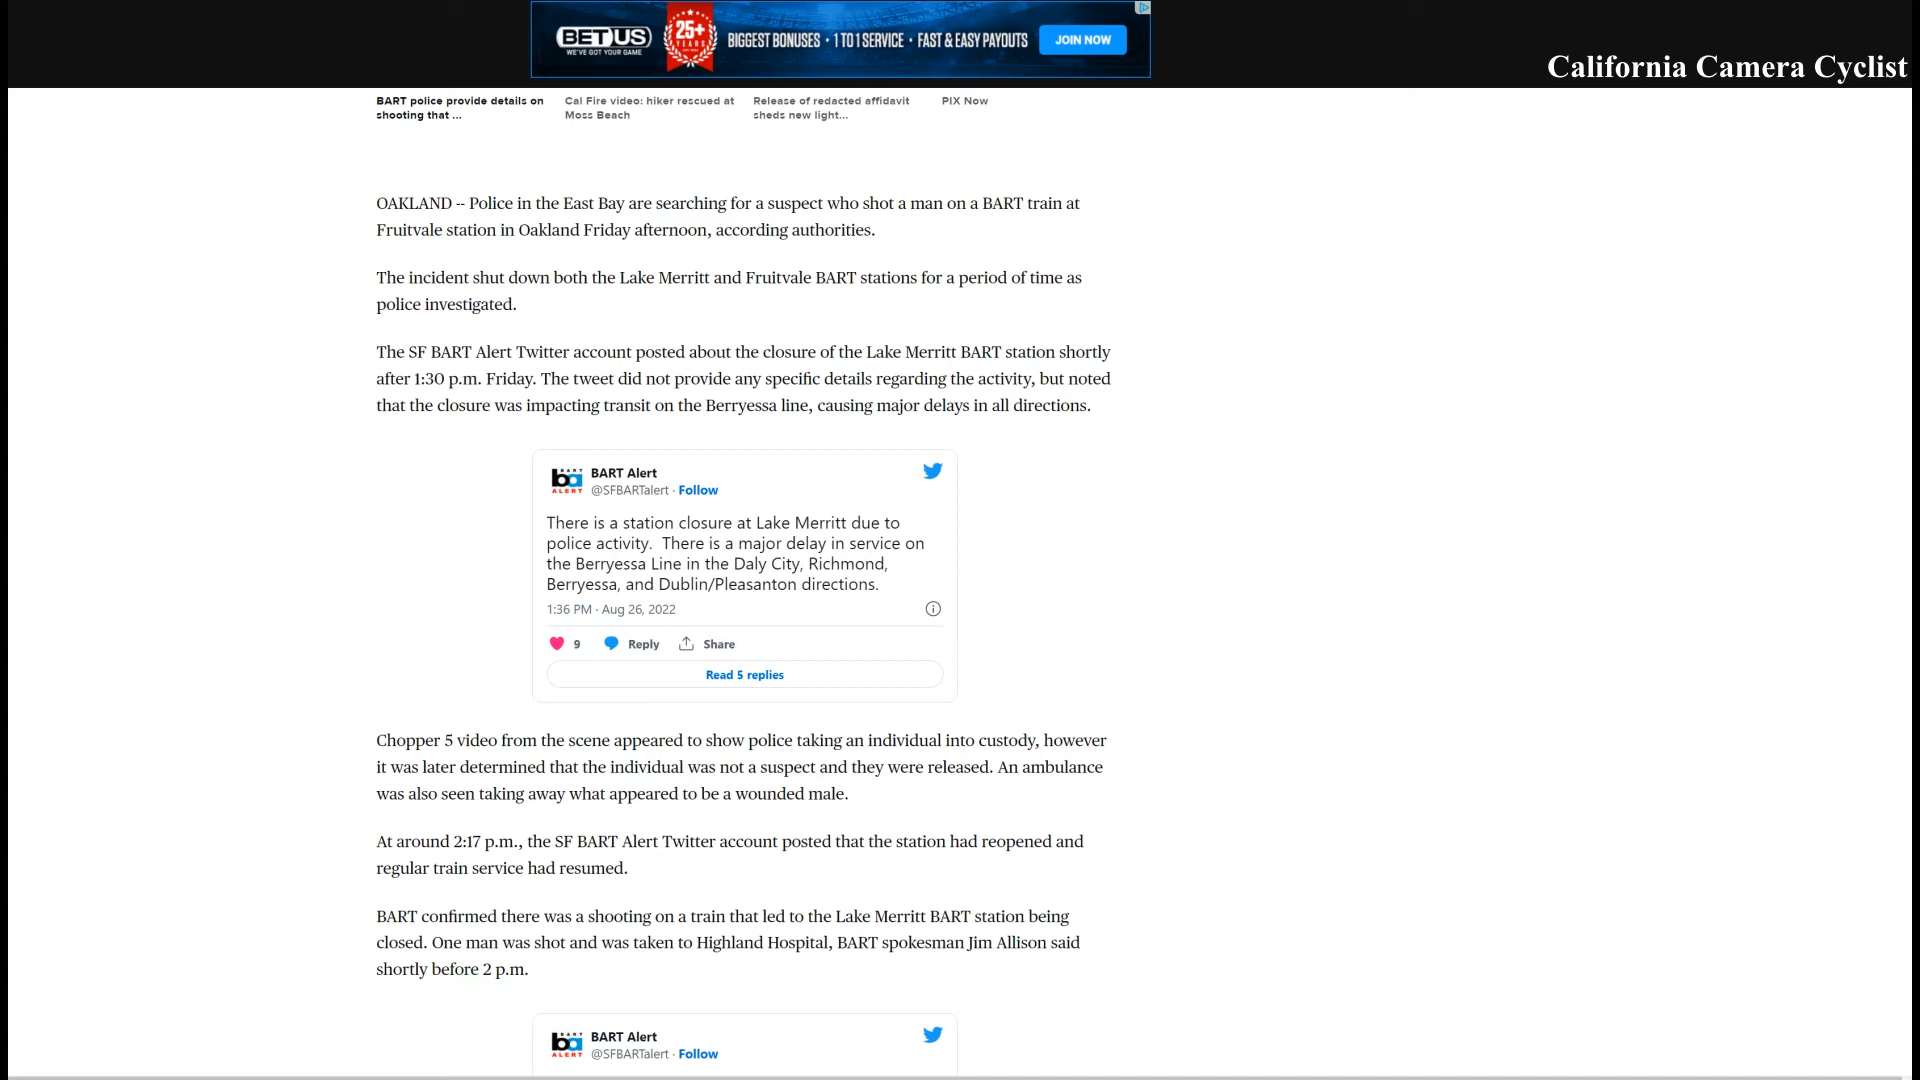 BETUS
WE'VE GOT YOUR GAME
25+
YEARS
BIGGEST BONUSES • 1 TO 1 SERVICE • FAST & EASY PAYOUTS
JOIN NOW
California Camera Cyclist
BART police provide details on
shooting that ...
Cal Fire video: hiker rescued at
Moss Beach
Release of redacted affidavit
sheds new light...
PIX Now
OAKLAND -- Police in the East Bay are searching for a suspect who shot a man on a BART train at
Fruitvale station in Oakland Friday afternoon, according authorities.
The incident shut down both the Lake Merritt and Fruitvale BART stations for a period of time as
police investigated.
The SF BART Alert Twitter account posted about the closure of the Lake Merritt BART station shortly
after 1:30 p.m. Friday. The tweet did not provide any specific details regarding the activity, but noted
that the closure was impacting transit on the Berryessa line, causing major delays in all directions.
BART
ba
ALERT
BART Alert
@SFBARTalert · Follow
There is a station closure at Lake Merritt due to
police activity.  There is a major delay in service on
the Berryessa Line in the Daly City, Richmond,
Berryessa, and Dublin/Pleasanton directions.
1:36 PM · Aug 26, 2022
9 Reply Share
Read 5 replies
Chopper 5 video from the scene appeared to show police taking an individual into custody, however
it was later determined that the individual was not a suspect and they were released. An ambulance
was also seen taking away what appeared to be a wounded male.
At around 2:17 p.m., the SF BART Alert Twitter account posted that the station had reopened and
regular train service had resumed.
BART confirmed there was a shooting on a train that led to the Lake Merritt BART station being
closed. One man was shot and was taken to Highland Hospital, BART spokesman Jim Allison said
shortly before 2 p.m.
BART
ba
ALERT
BART Alert
@SFBARTalert · Follow